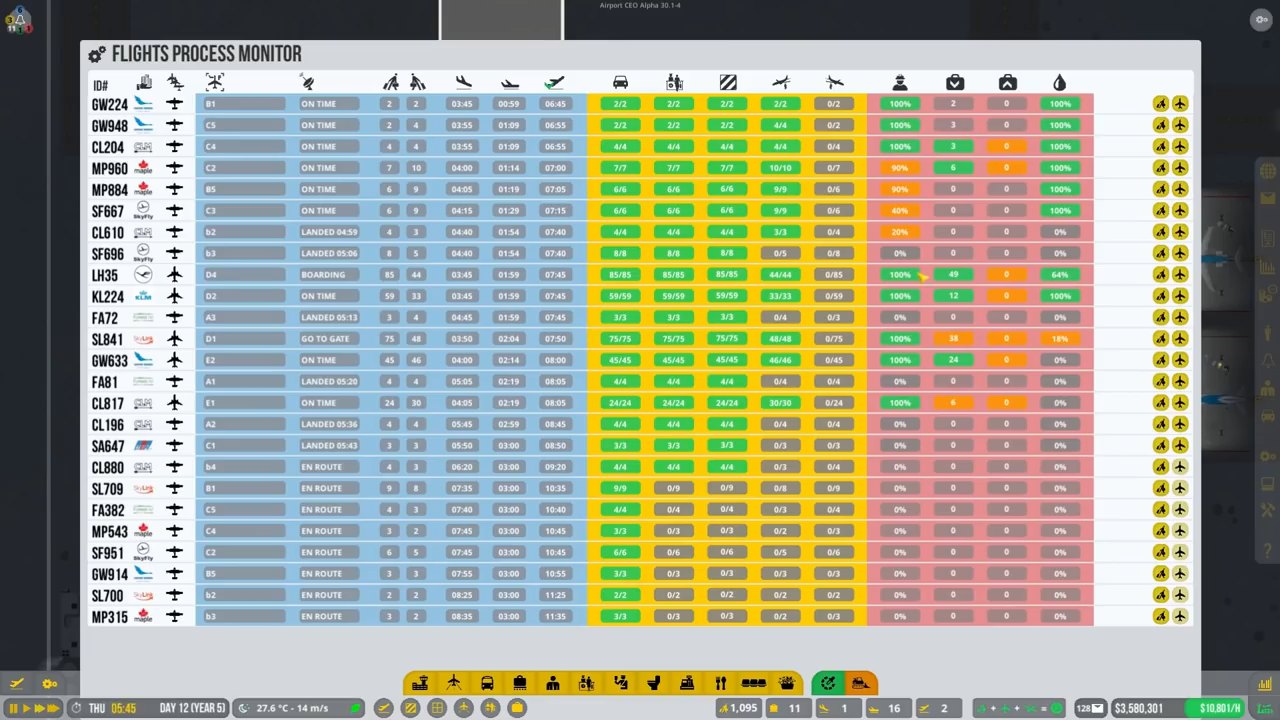 Airport CEO Alpha 30.1-4
FLIGHTS PROCESS MONITOR
ID#
GW224 B1 ON TIME 2 2 03:45 00:59 06:45 2/2 2/2 2/2 2/2 0/2 100% 2 0 100%
GW948 C5 ON TIME 2 4 03:55 01:09 06:55 2/2 2/2 2/2 4/4 0/2 100% 3 0 100%
CL204 C4 ON TIME 4 4 03:55 01:09 06:55 4/4 4/4 4/4 4/4 0/4 100% 3 0 100%
MP960 maple C2 ON TIME 7 10 04:00 01:14 07:00 7/7 7/7 7/7 10/10 0/7 90% 6 0 100%
MP884 maple B5 ON TIME 6 9 04:05 01:19 07:05 6/6 6/6 6/6 9/9 0/6 90% 0 0 100%
SF667 SkyFly C3 ON TIME 6 9 04:15 01:29 07:15 6/6 6/6 6/6 9/9 0/6 40% 0 0 100%
CL610 b2 LANDED 04:59 4 3 04:40 01:54 07:40 4/4 4/4 4/4 3/3 0/4 20% 0 0 0%
SF696 SkyFly b3 LANDED 05:06 8 5 04:40 01:54 07:40 8/8 8/8 8/8 0/5 0/8 0% 0 0 0%
LH35 D4 BOARDING 85 44 03:45 01:59 07:45 85/85 85/85 85/85 44/44 0/85 100% 49 0 64%
KL224 KLM D2 ON TIME 59 33 03:45 01:59 07:45 59/59 59/59 59/59 33/33 0/59 100% 12 0 100%
FA72 A3 LANDED 05:13 3 4 04:45 01:59 07:45 3/3 3/3 3/3 0/4 0/3 0% 0 0 0%
SL841 SkyLink D1 GO TO GATE 75 48 03:50 02:04 07:50 75/75 75/75 75/75 48/48 0/75 100% 38 0 18%
GW633 E2 ON TIME 45 46 04:00 02:14 08:00 45/45 45/45 45/45 46/46 0/45 100% 24 0 0%
FA81 A1 LANDED 05:20 4 4 05:05 02:19 08:05 4/4 4/4 4/4 0/4 0/4 0% 0 0 0%
CL817 E1 ON TIME 24 30 04:05 02:19 08:05 24/24 24/24 24/24 30/30 0/24 100% 6 0 0%
CL196 A2 LANDED 05:36 4 4 05:45 02:59 08:45 4/4 4/4 4/4 0/4 0/4 0% 0 0 0%
SA647 C1 LANDED 05:43 3 4 05:50 03:00 08:50 3/3 3/3 3/3 0/4 0/3 0% 0 0 0%
CL880 b4 EN ROUTE 4 3 06:20 03:00 09:20 4/4 4/4 4/4 0/3 0/4 0% 0 0 0%
SL709 SkyLink B1 EN ROUTE 9 8 07:35 03:00 10:35 9/9 0/9 0/9 0/8 0/9 0% 0 0 0%
FA382 C5 EN ROUTE 4 4 07:40 03:00 10:40 4/4 0/4 0/4 0/4 0/4 0% 0 0 0%
MP543 maple C4 EN ROUTE 3 2 07:45 03:00 10:45 3/3 0/3 0/3 0/2 0/3 0% 0 0 0%
SF951 SkyFly C2 EN ROUTE 6 5 07:45 03:00 10:45 6/6 0/6 0/6 0/5 0/6 0% 0 0 0%
GW914 B5 EN ROUTE 3 3 07:55 03:00 10:55 3/3 0/3 0/3 0/3 0/3 0% 0 0 0%
SL700 SkyLink b2 EN ROUTE 2 2 08:25 03:00 11:25 2/2 0/2 0/2 0/2 0/2 0% 0 0 0%
MP315 maple b3 EN ROUTE 3 2 08:35 03:00 11:35 3/3 0/3 0/3 0/2 0/3 0% 0 0 0%
THU 05:45 DAY 12 (YEAR 5) 27.6 °C - 14 m/s 1,095 11 1 16 2 128 $3,580,301 $10,801/H